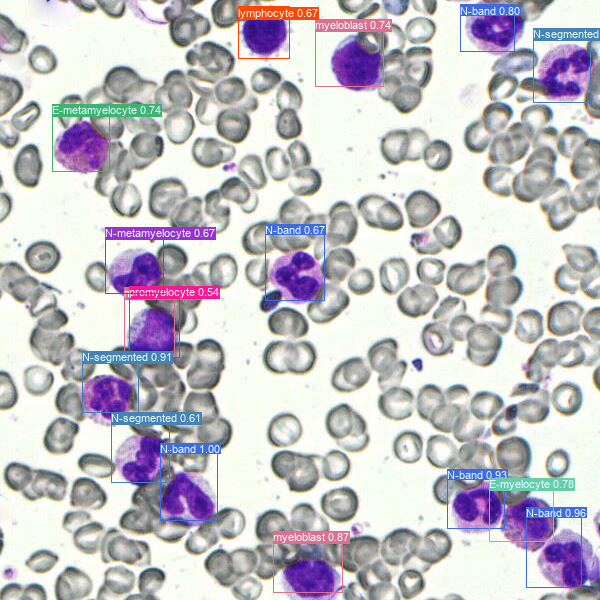 lymphocyte 0.67
N-band 0.80
myeloblast 0.74
N-segmented
E-metamyelocyte 0.74
N-metamyelocyte 0.67
N-band 0.67
promyelocyte 0.54
N-segmented 0.91
N-segmented 0.61
N-band 1.00
N-band 0.93
E-myelocyte 0.78
N-band 0.96
myeloblast 0.87